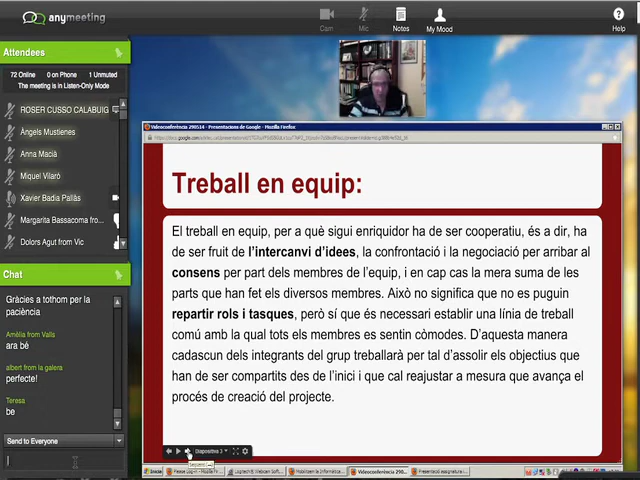 anymeeting
Cam
Mic
Notes
My Mood
Help
Attendees
72 Online 0 on Phone 1 Unmuted
The meeting is in Listen-Only Mode
ROSER CUSSO CALABUIG
Àngels Mustienes
Anna Macià
Miquel Vilaró
Xavier Badia Pallàs
Margarita Bassacoma fro...
Dolors Agut from Vic
Chat
Gràcies a tothom per la
paciència
Amèlia from Valls
ara bé
albert from la galera
perfecte!
Teresa
be
Send to Everyone
Videoconferència 290514 - Presentacions de Google - Mozilla Firefox
Treball en equip:
El treball en equip, per a què sigui enriquidor ha de ser cooperatiu, és a dir, ha
de ser fruit de l’intercanvi d’idees, la confrontació i la negociació per arribar al
consens per part dels membres de l’equip, i en cap cas la mera suma de les
parts que han fet els diversos membres. Això no significa que no es puguin
repartir rols i tasques, però sí que és necessari establir una línia de treball
comú amb la qual tots els membres es sentin còmodes. D’aquesta manera
cadascun dels integrants del grup treballarà per tal d’assolir els objectius que
han de ser compartits des de l’inici i que cal reajustar a mesura que avança el
procés de creació del projecte.
Diapositiva 3